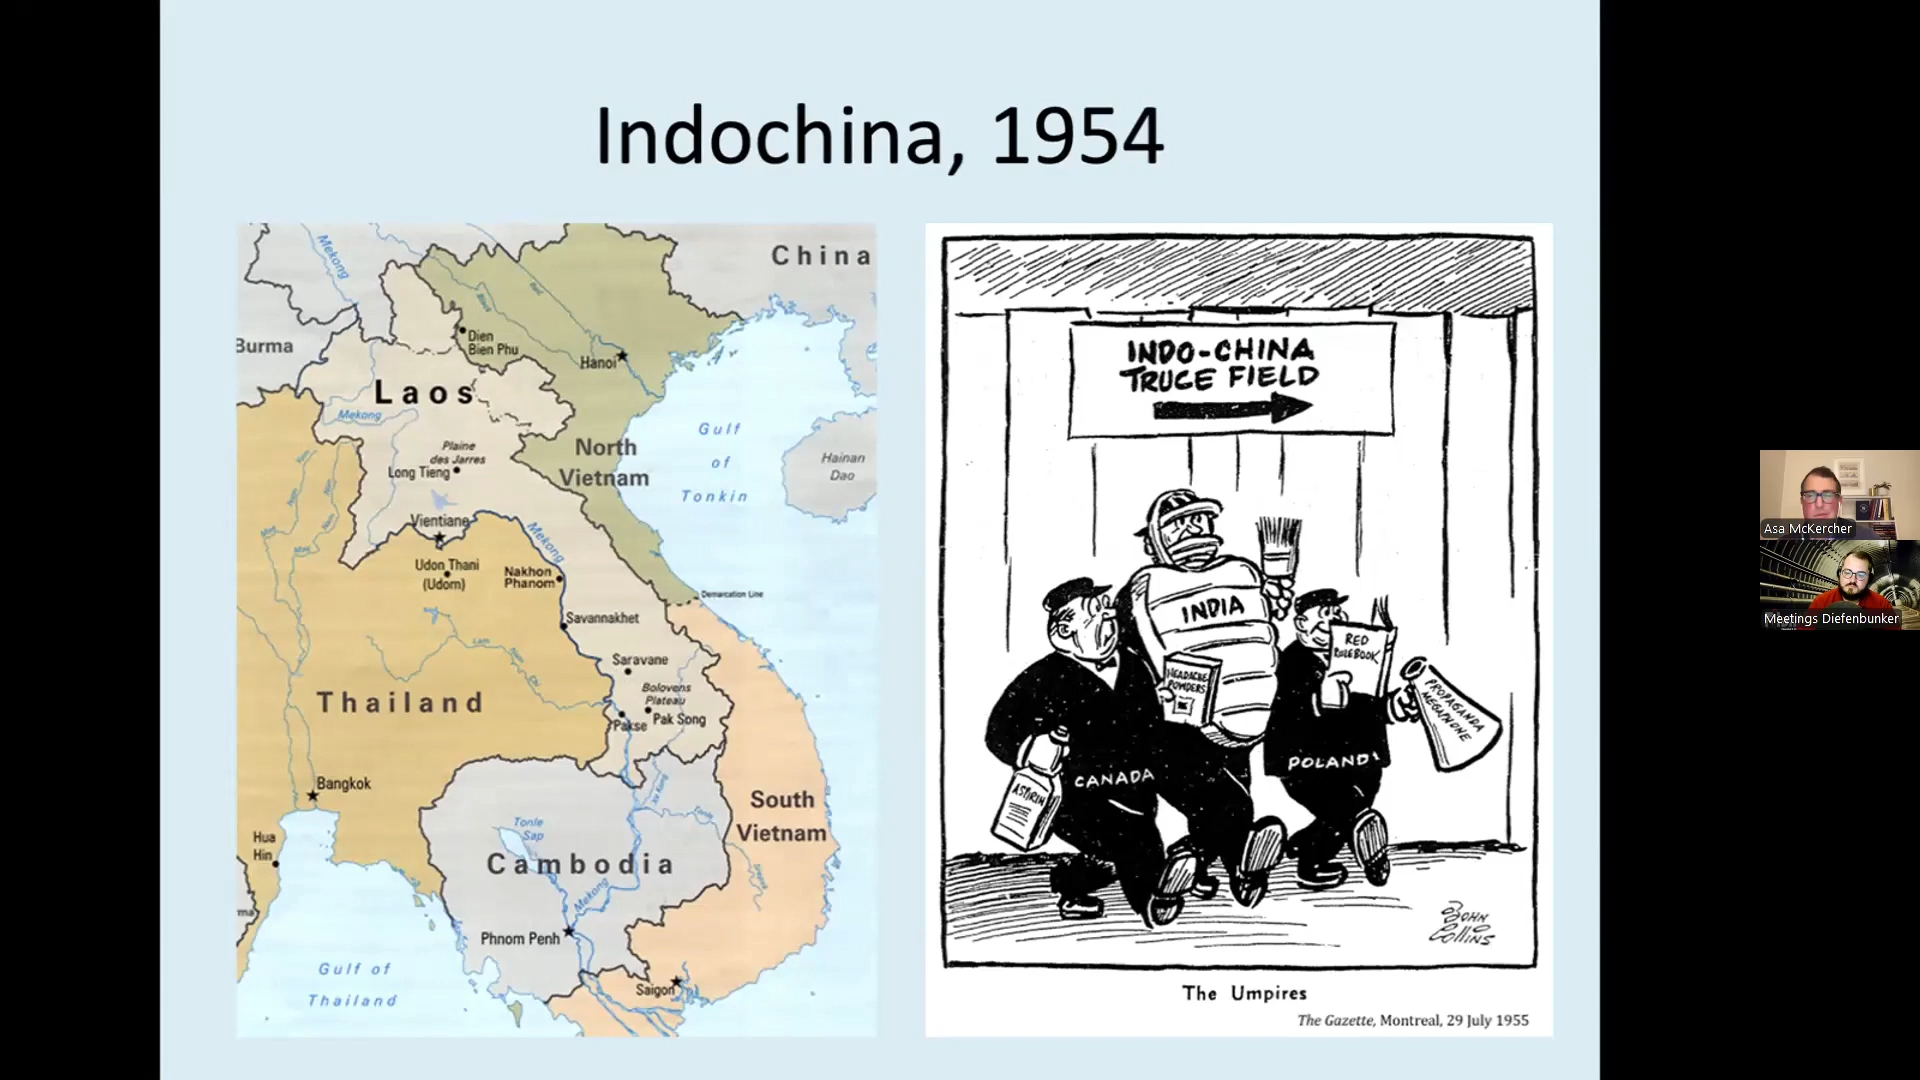 Indochina, 1954
China
Mekong
Burma
Dien
Bien Phu
Hanoi
Laos
Mekong
Gulf
of
Tonkin
Hainan
Dao
North
Vietnam
Plaine
des Jarres
Long Tieng
Vientiane
Mekong
Udon Thani
(Udorn)
Nakhon
Phanom
Demarcation Line
Savannakhet
Saravane
Bolovens
Plateau
Pakse
Pak Song
Thailand
Bangkok
South
Vietnam
Hua
Hin
Tonle
Sap
Cambodia
Mekong
Phnom Penh
Gulf of
Thailand
Saigon
INDO-CHINA
TRUCE FIELD
INDIA
HEADACHE
POWDERS
RED
RULEBOOK
PROPAGANDA
MEGAPHONE
ASPIRIN
CANADA
POLAND
JOHN
COLLINS
The Umpires
The Gazette, Montreal, 29 July 1955
Asa McKercher
Meetings Diefenbunker